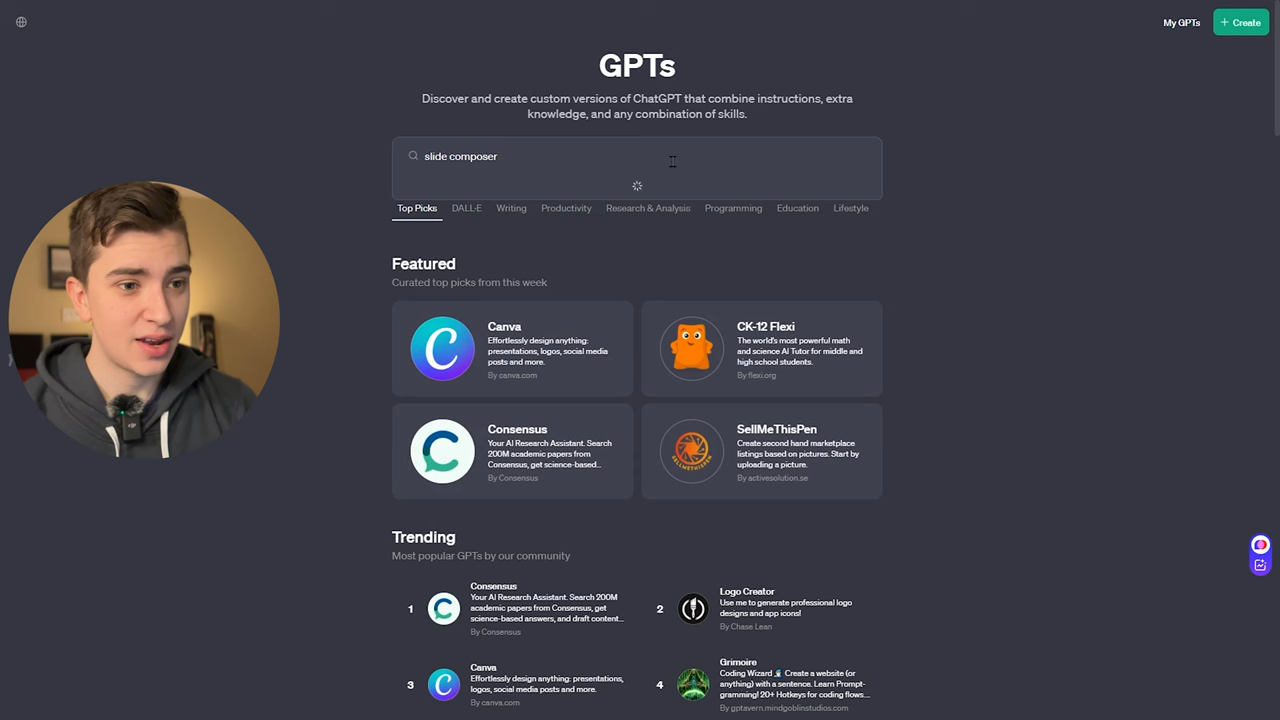 My GPTs
+ Create
GPTs
Discover and create custom versions of ChatGPT that combine instructions, extra
knowledge, and any combination of skills.
slide composer
Top Picks
DALL·E
Writing
Productivity
Research & Analysis
Programming
Education
Lifestyle
Featured
Curated top picks from this week
Canva
Effortlessly design anything:
presentations, logos, social media
posts and more.
By canva.com
CK-12 Flexi
The world's most powerful math
and science AI Tutor for middle and
high school students.
By flexi.org
Consensus
Your AI Research Assistant. Search
200M academic papers from
Consensus, get science-based...
By Consensus
SellMeThisPen
Create second hand marketplace
listings based on pictures. Start by
uploading a picture.
By activesolution.se
SELLMETHISPEN
Trending
Most popular GPTs by our community
1
Consensus
Your AI Research Assistant. Search 200M
academic papers from Consensus, get
science-based answers, and draft content...
By Consensus
2
Logo Creator
Use me to generate professional logo
designs and app icons!
By Chase Lean
3
Canva
Effortlessly design anything: presentations,
logos, social media posts and more.
By canva.com
4
Grimoire
Coding Wizard Create a website (or
anything) with a sentence. Learn Prompt-
gramming! 20+ Hotkeys for coding flows...
By gptavern.mindgoblinstudios.com